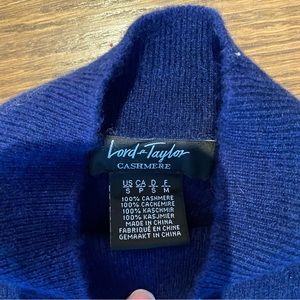 Lord & Taylor
CASHMERE
US CA D F
S P S M
100% CASHMERE
100% CACHEMIRE
100% KASCHMIR
100% KASJMIER
MADE IN CHINA
FABRIQUÉ EN CHINE
GEMAAKT IN CHINA